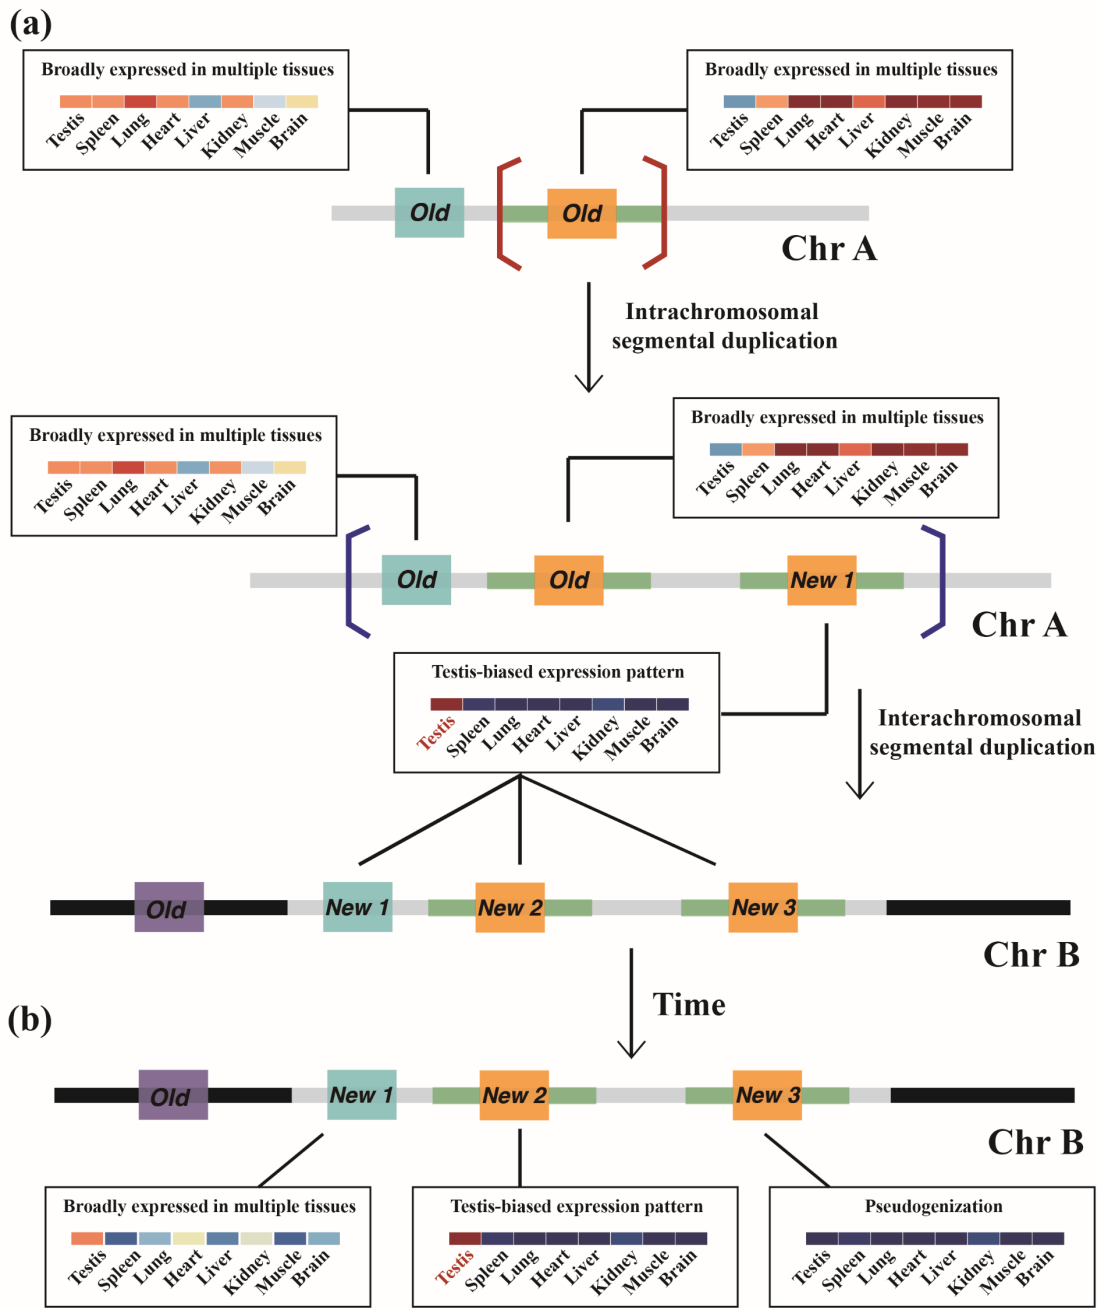 (a)
Broadly expressed in multiple tissues
Testis Spleen Lung Heart Liver Kidney Muscle Brain
Broadly expressed in multiple tissues
Testis Spleen Lung Heart Liver Kidney Muscle Brain
Old
Old
Chr A
Intrachromosomal
segmental duplication
Broadly expressed in multiple tissues
Testis Spleen Lung Heart Liver Kidney Muscle Brain
Broadly expressed in multiple tissues
Testis Spleen Lung Heart Liver Kidney Muscle Brain
Old
Old
New 1
Chr A
Testis-biased expression pattern
Testis Spleen Lung Heart Liver Kidney Muscle Brain
Interachromosomal
segmental duplication
Old
New 1
New 2
New 3
Chr B
Time
(b)
Old
New 1
New 2
New 3
Chr B
Broadly expressed in multiple tissues
Testis Spleen Lung Heart Liver Kidney Muscle Brain
Testis-biased expression pattern
Testis Spleen Lung Heart Liver Kidney Muscle Brain
Pseudogenization
Testis Spleen Lung Heart Liver Kidney Muscle Brain